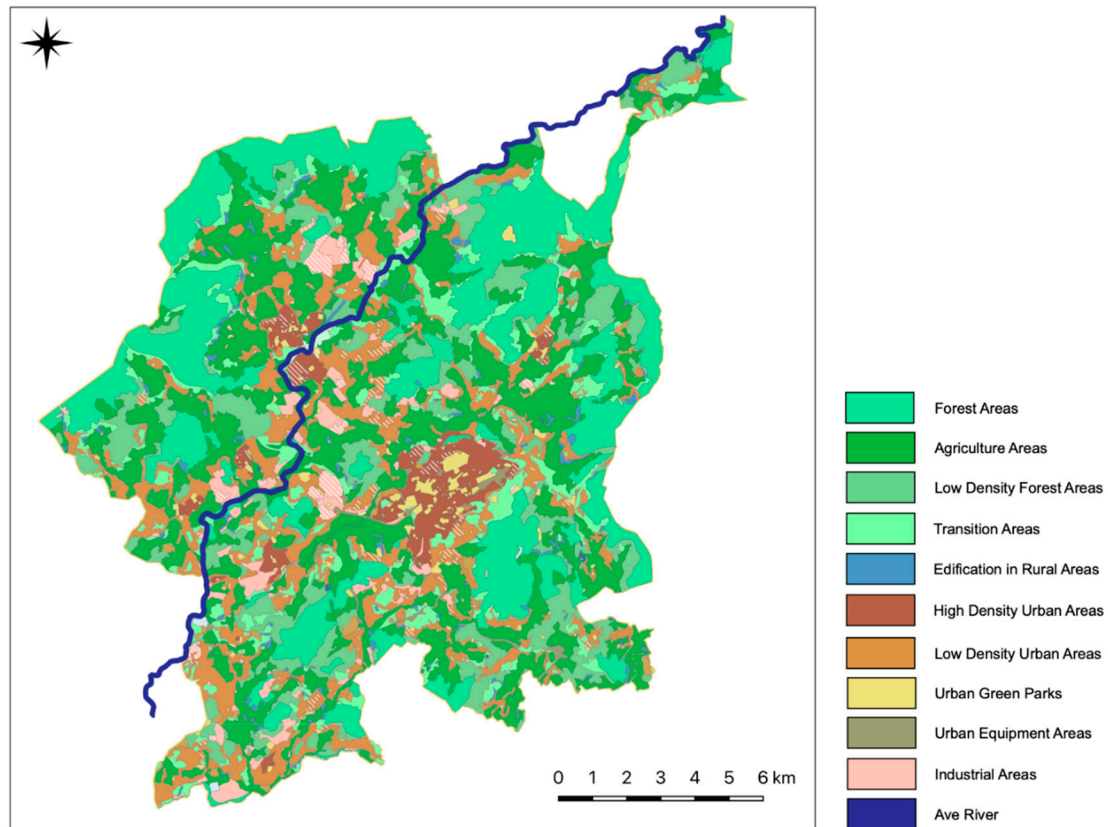 Forest Areas
Agriculture Areas
Low Density Forest Areas
Transition Areas
Edification in Rural Areas
High Density Urban Areas
Low Density Urban Areas
Urban Green Parks
Urban Equipment Areas
Industrial Areas
Ave River
0 1 2 3 4 5 6 km